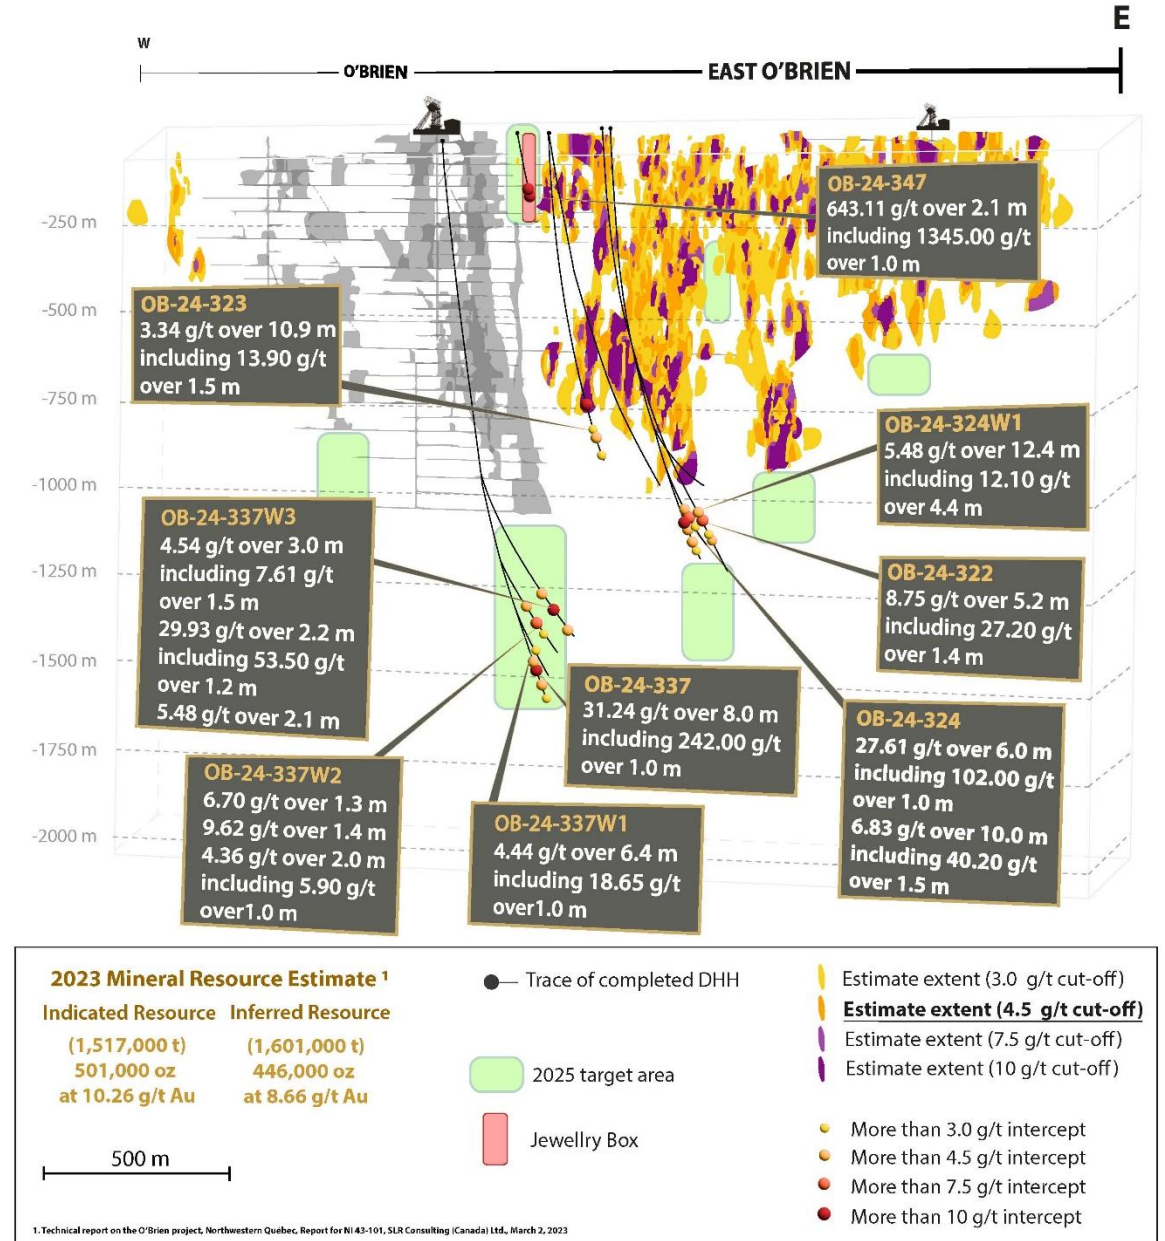 E
W
O'BRIEN
EAST O'BRIEN
OB-24-347
643.11 g/t over 2.1 m
including 1345.00 g/t
over 1.0 m
-250 m
OB-24-323
3.34 g/t over 10.9 m
including 13.90 g/t
over 1.5 m
-500 m
-750 m
OB-24-324W1
5.48 g/t over 12.4 m
including 12.10 g/t
over 4.4 m
-1000 m
OB-24-337W3
4.54 g/t over 3.0 m
including 7.61 g/t
over 1.5 m
29.93 g/t over 2.2 m
including 53.50 g/t
over 1.2 m
5.48 g/t over 2.1 m
OB-24-322
8.75 g/t over 5.2 m
including 27.20 g/t
over 1.4 m
-1250 m
-1500 m
OB-24-337
31.24 g/t over 8.0 m
including 242.00 g/t
over 1.0 m
OB-24-324
27.61 g/t over 6.0 m
including 102.00 g/t
over 1.0 m
6.83 g/t over 10.0 m
including 40.20 g/t
over 1.5 m
-1750 m
OB-24-337W2
6.70 g/t over 1.3 m
9.62 g/t over 1.4 m
4.36 g/t over 2.0 m
including 5.90 g/t
over1.0 m
OB-24-337W1
4.44 g/t over 6.4 m
including 18.65 g/t
over1.0 m
-2000 m
2023 Mineral Resource Estimate ¹
Indicated Resource
(1,517,000 t)
501,000 oz
at 10.26 g/t Au
Inferred Resource
(1,601,000 t)
446,000 oz
at 8.66 g/t Au
500 m
Trace of completed DHH
2025 target area
Jewellry Box
Estimate extent (3.0 g/t cut-off)
Estimate extent (4.5 g/t cut-off)
Estimate extent (7.5 g/t cut-off)
Estimate extent (10 g/t cut-off)
More than 3.0 g/t intercept
More than 4.5 g/t intercept
More than 7.5 g/t intercept
More than 10 g/t intercept
1. Technical report on the O'Brien project, Northwestern Québec, Report for NI 43-101, SLR Consulting (Canada) Ltd., March 2, 2023